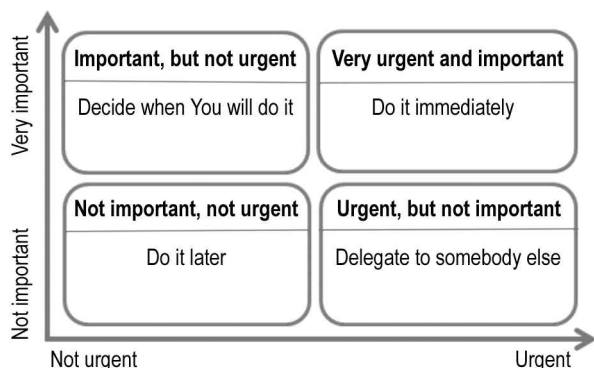 Very important
Important, but not urgent
Decide when You will do it
Very urgent and important
Do it immediately
Not important
Not important, not urgent
Do it later
Urgent, but not important
Delegate to somebody else
Not urgent
Urgent